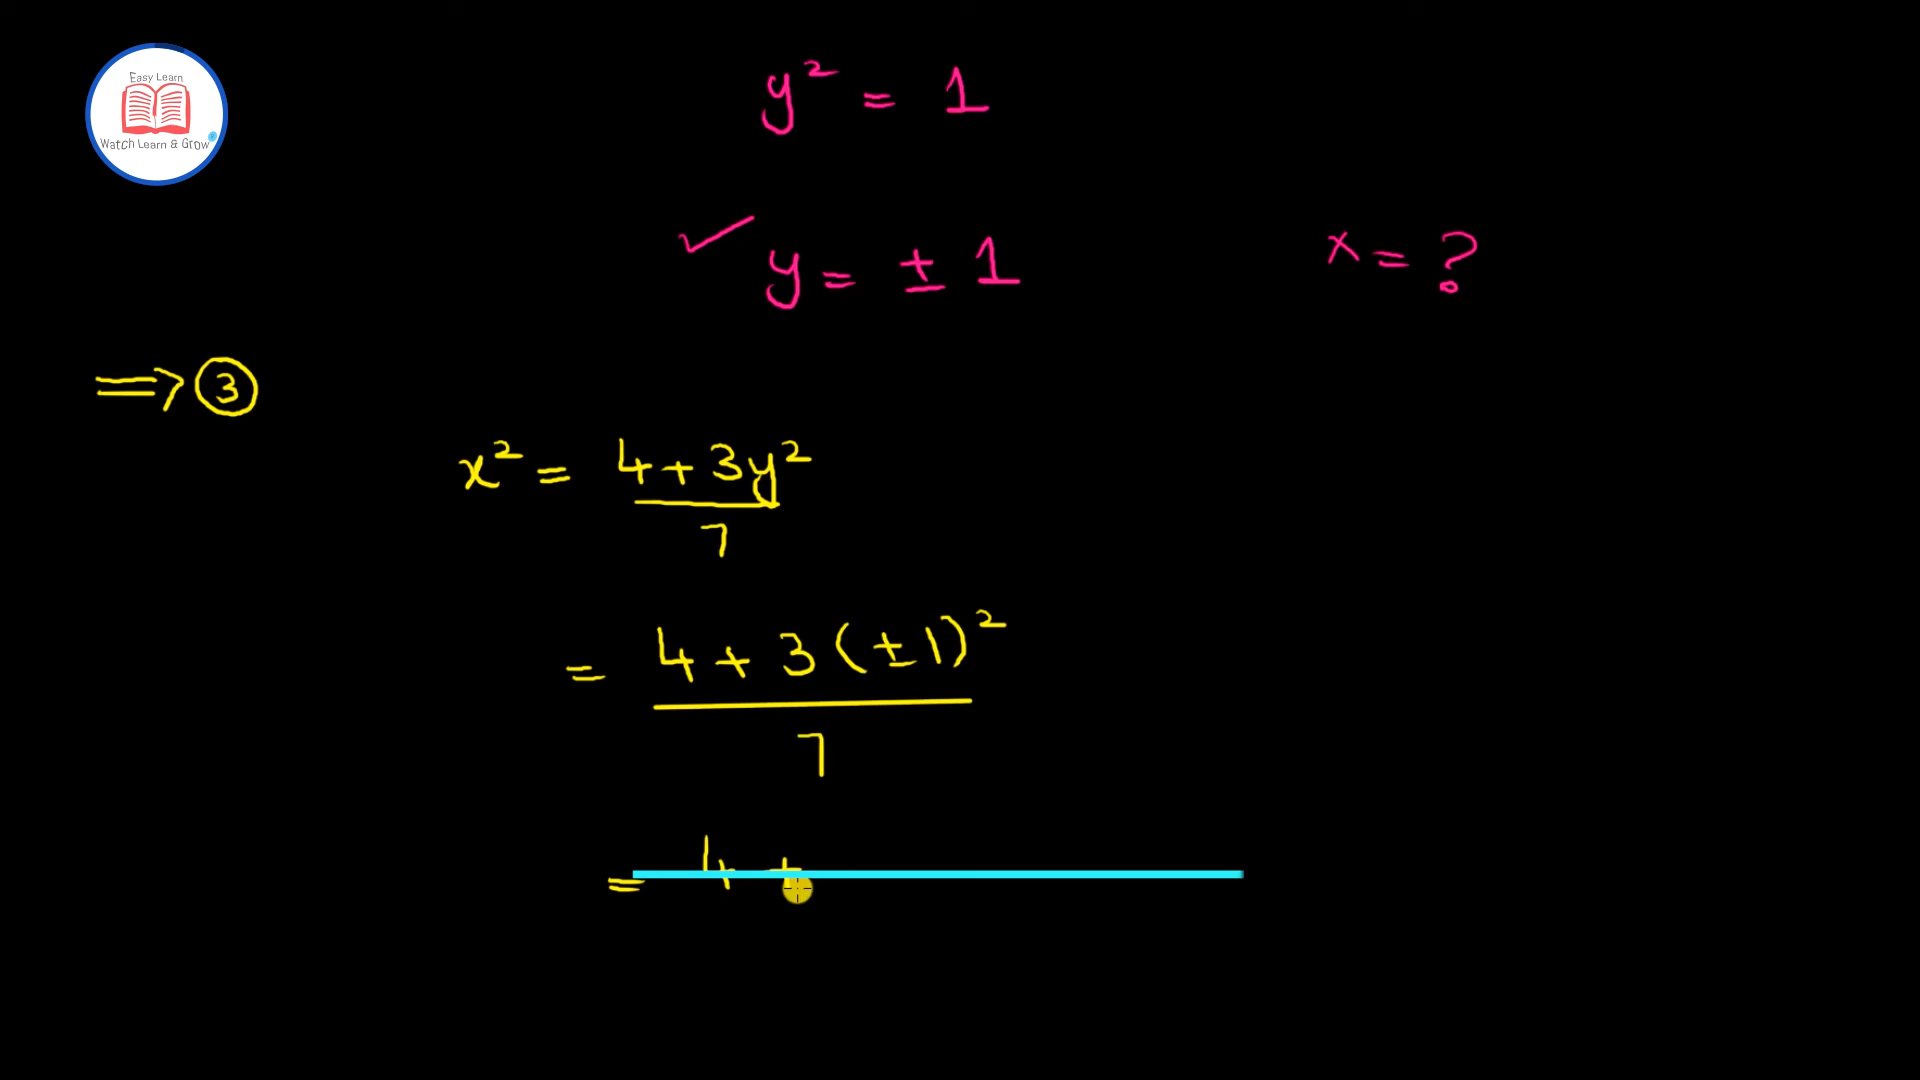 Easy Learn
Watch Learn & Grow
y² = 1
y = ± 1
x = ?
⟹ ③
x² = 4 + 3y²
7
= 4 + 3 (±1)²
7
= 4 +